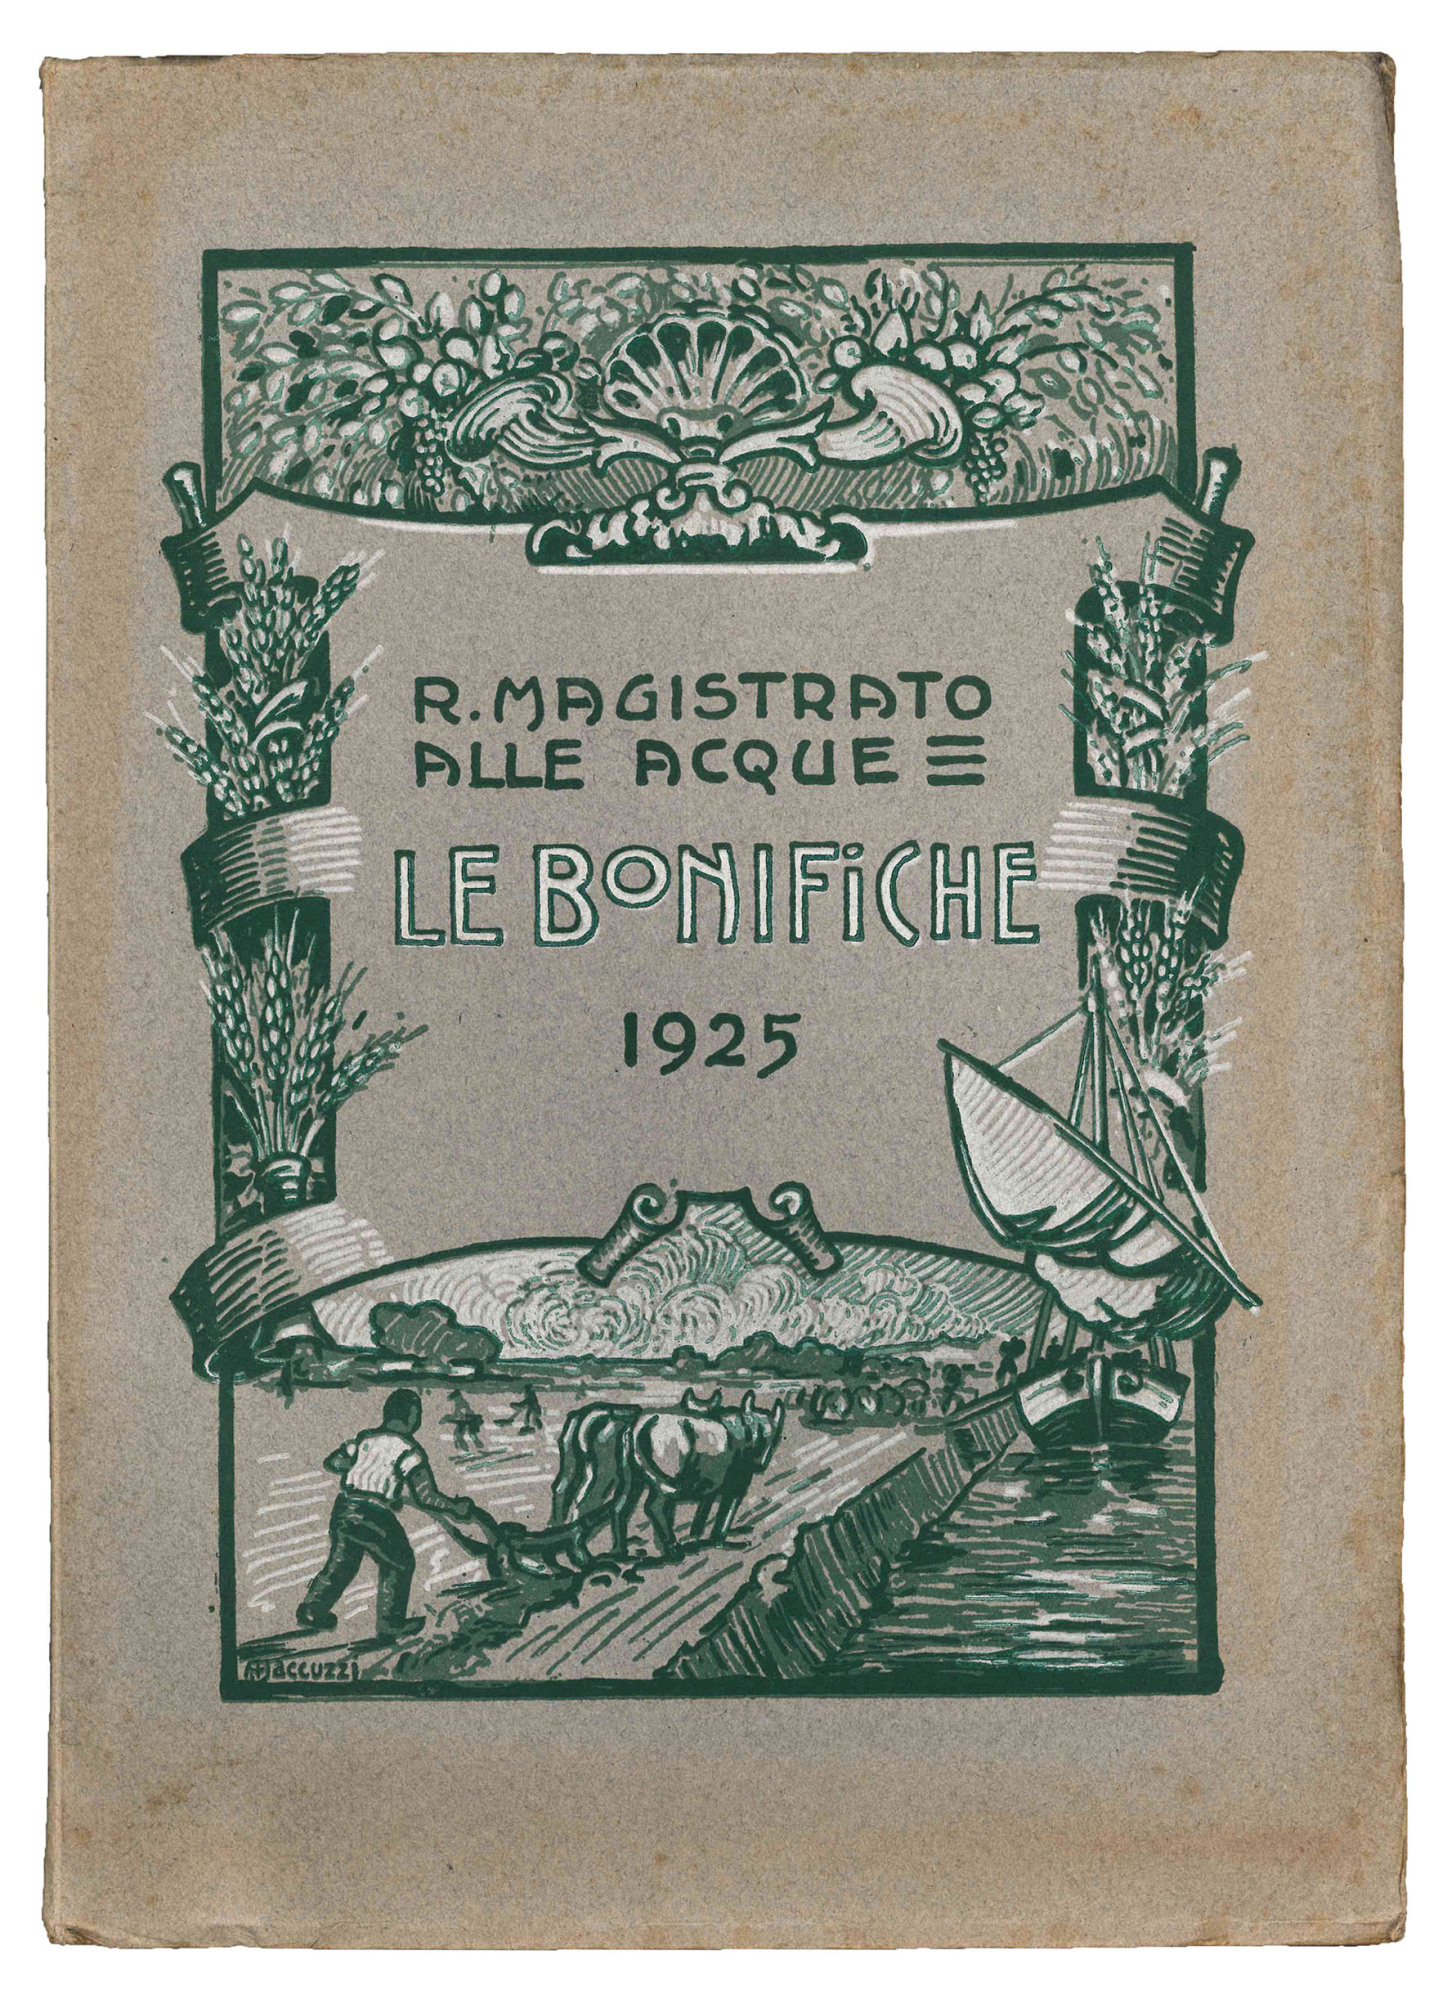 R. MAGISTRATO
ALLE ACQUE
LE BONIFICHE
1925